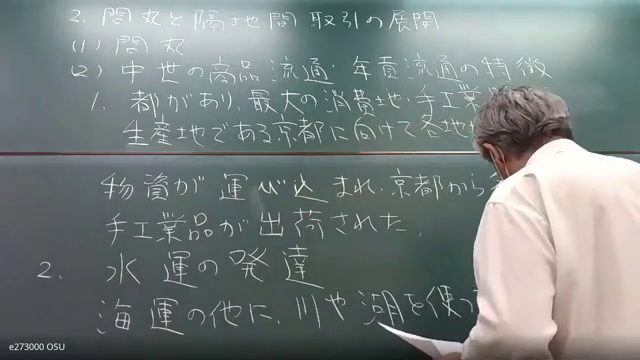 2. 問丸と隔地間取引の展開
(1) 問丸
(2) 中世の商品流通・年貢流通の特徴
1. 都があり、最大の消費地・手工業
生産地である京都に向けて各地
物資が運び込まれ、京都から
手工業品が出荷された。
2. 水運の発達
海運の他に、川や湖を使っ
e273000 OSU